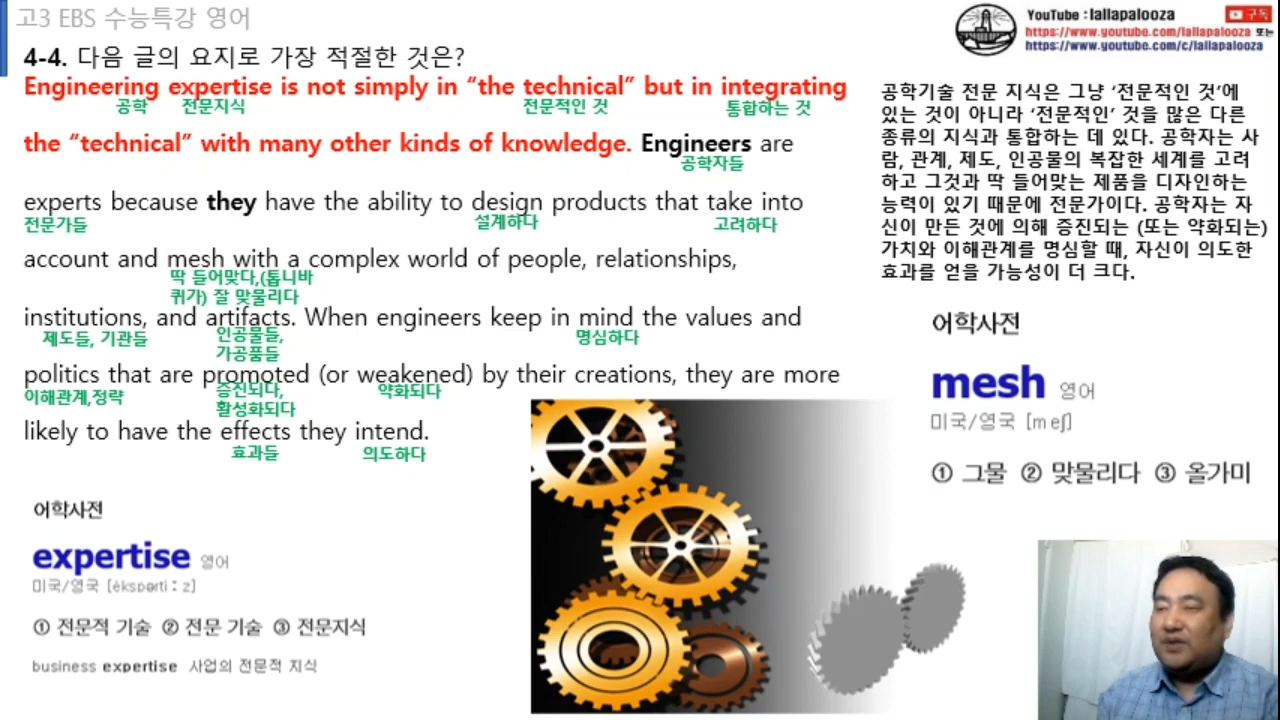 고3 EBS 수능특강 영어
YouTube : lallapalooza
구독
https://www.youtube.com/lallapalooza 또는
https://www.youtube.com/c/lallapalooza
4-4. 다음 글의 요지로 가장 적절한 것은?
Engineering expertise is not simply in “the technical” but in integrating
공학 전문지식 전문적인 것 통합하는 것
the “technical” with many other kinds of knowledge. Engineers are
공학자들
experts because they have the ability to design products that take into
전문가들 설계하다 고려하다
account and mesh with a complex world of people, relationships,
딱 들어맞다,(톱니바
퀴가) 잘 맞물리다
institutions, and artifacts. When engineers keep in mind the values and
제도들, 기관들 인공물들, 명심하다
가공품들
politics that are promoted (or weakened) by their creations, they are more
이해관계,정략 증진되다, 약화되다
활성화되다
likely to have the effects they intend.
효과들 의도하다
공학기술 전문 지식은 그냥 ‘전문적인 것’에
있는 것이 아니라 ‘전문적인’ 것을 많은 다른
종류의 지식과 통합하는 데 있다. 공학자는 사
람, 관계, 제도, 인공물의 복잡한 세계를 고려
하고 그것과 딱 들어맞는 제품을 디자인하는
능력이 있기 때문에 전문가이다. 공학자는 자
신이 만든 것에 의해 증진되는 (또는 약화되는)
가치와 이해관계를 명심할 때, 자신이 의도한
효과를 얻을 가능성이 더 크다.
어학사전
mesh 영어
미국/영국 [meʃ]
① 그물 ② 맞물리다 ③ 올가미
어학사전
expertise 영어
미국/영국 [èkspərtiːz]
① 전문적 기술 ② 전문 기술 ③ 전문지식
business expertise 사업의 전문적 지식